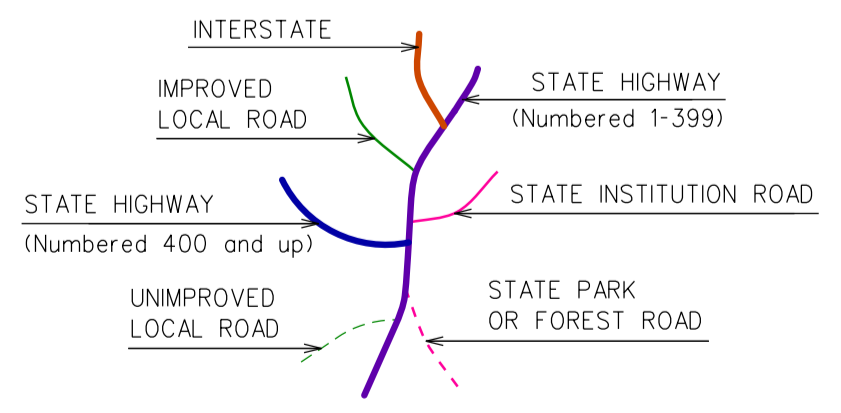 INTERSTATE
IMPROVED
LOCAL ROAD
STATE HIGHWAY
(Numbered 1-399)
STATE HIGHWAY
(Numbered 400 and up)
STATE INSTITUTION ROAD
UNIMPROVED
LOCAL ROAD
STATE PARK
OR FOREST ROAD